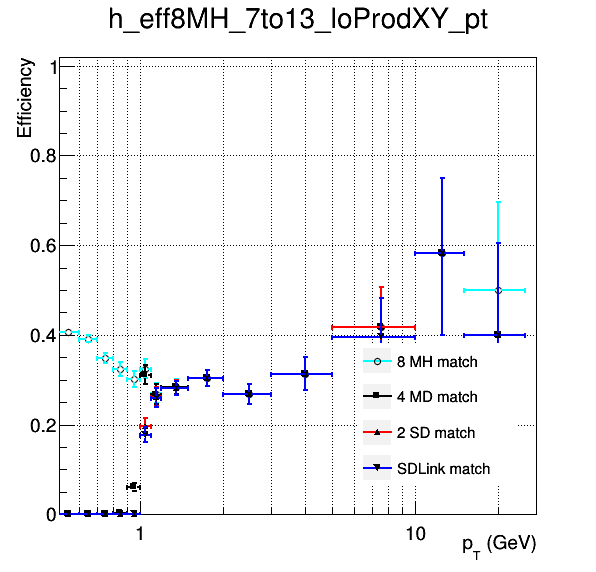 h_eff8MH_7to13_loProdXY_pt
Efficiency
1
0.8
0.6
0.4
0.2
0
8 MH match
4 MD match
2 SD match
SDLink match
1
10
p_T (GeV)